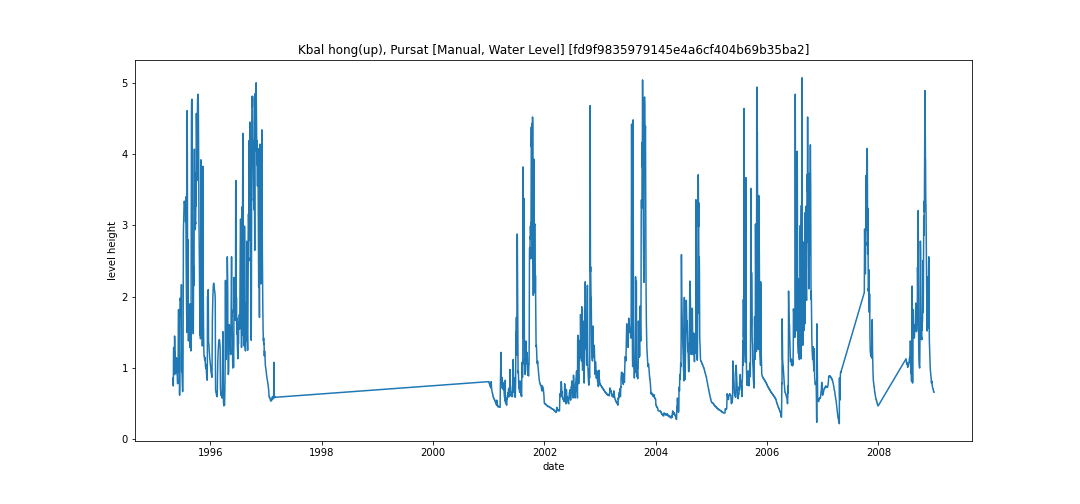 Kbal hong(up), Pursat [Manual, Water Level] [fd9f9835979145e4a6cf404b69b35ba2]
5
4
3
2
1
0
level height
1996 1998 2000 2002 2004 2006 2008
date